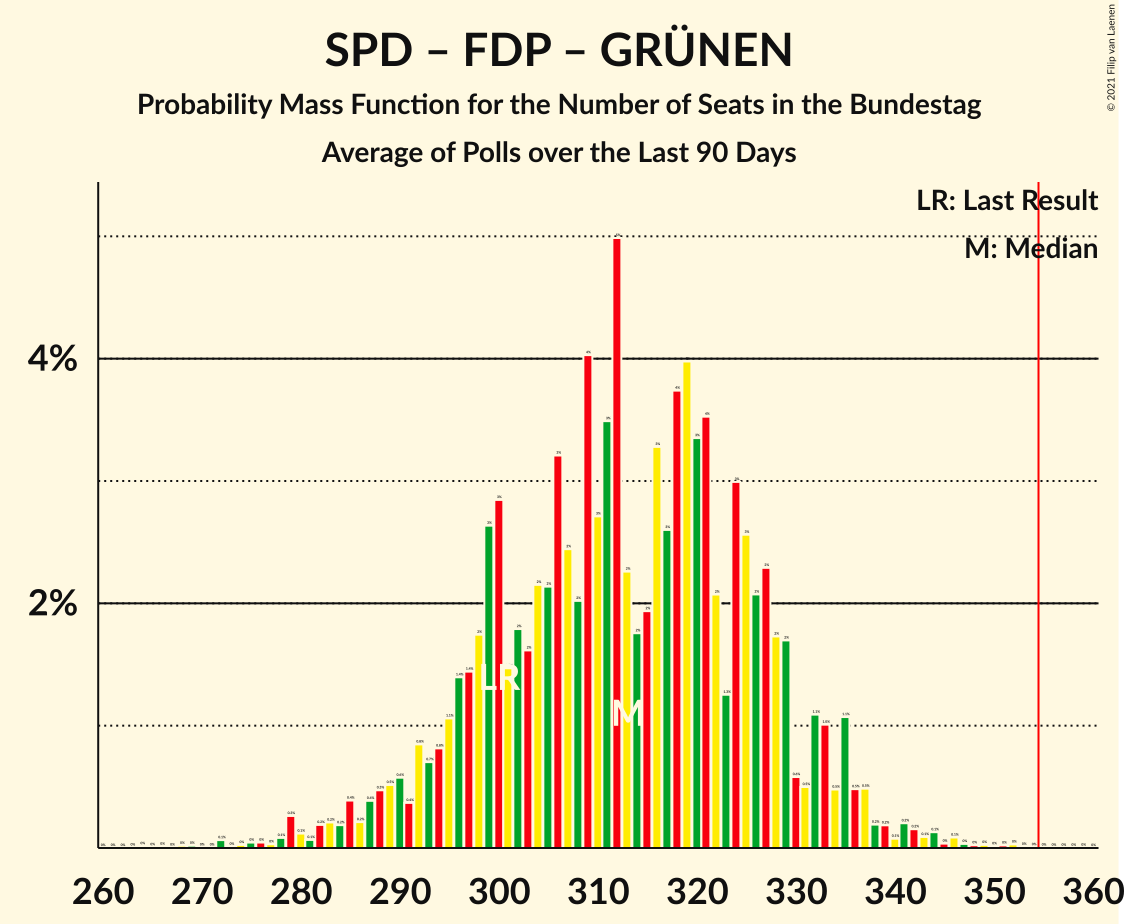 SPD – FDP – GRÜNEN
Probability Mass Function for the Number of Seats in the Bundestag
Average of Polls over the Last 90 Days
© 2021 Filip van Laenen
LR: Last Result
M: Median
4%
2%
LR
M
260 270 280 290 300 310 320 330 340 350 360